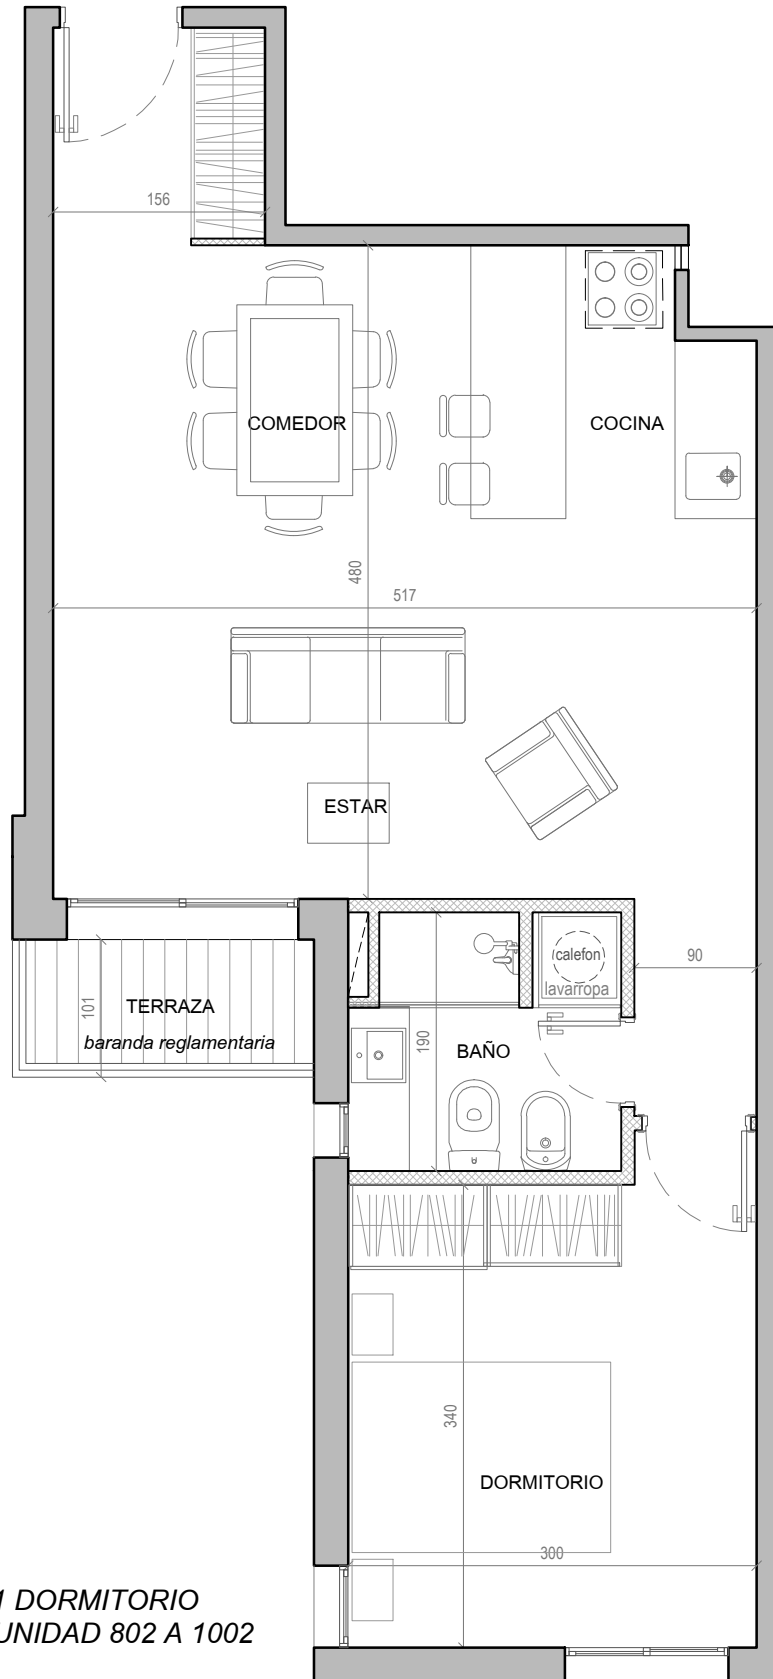 156
COMEDOR
COCINA
480
517
ESTAR
calefon
lavarropa
90
TERRAZA
101
baranda reglamentaria
190
BAÑO
340
DORMITORIO
300
1 DORMITORIO
UNIDAD 802 A 1002